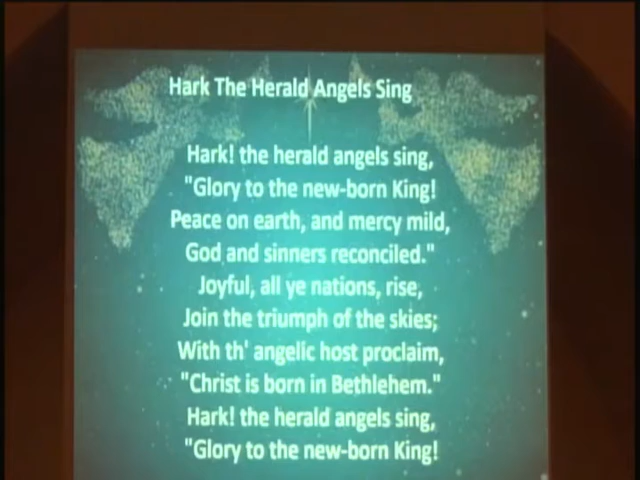 Hark The Herald Angels Sing
Hark! the herald angels sing,
"Glory to the new-born King!
Peace on earth, and mercy mild,
God and sinners reconciled."
Joyful, all ye nations, rise,
Join the triumph of the skies;
With th' angelic host proclaim,
"Christ is born in Bethlehem."
Hark! the herald angels sing,
"Glory to the new-born King!